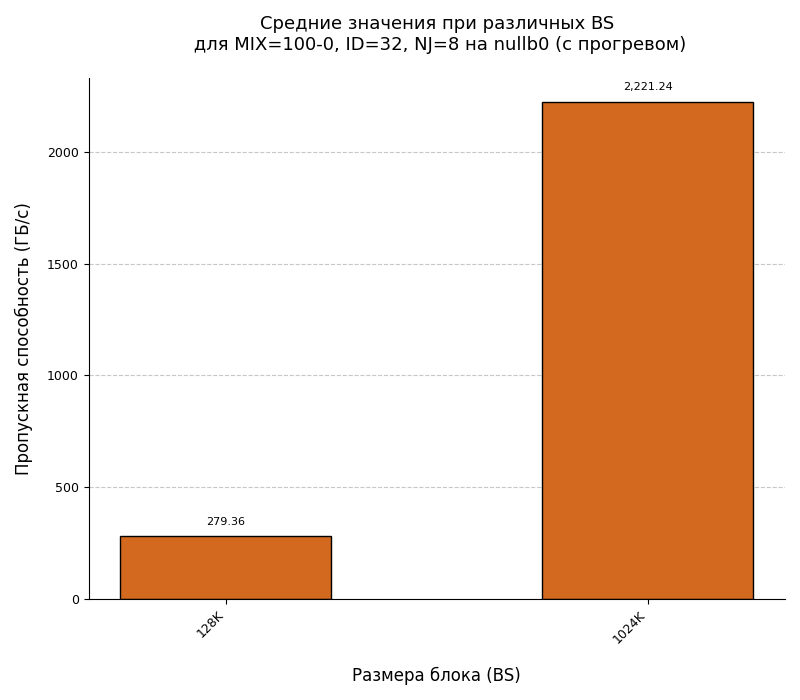 Средние значения при различных BS
для MIX=100-0, ID=32, NJ=8 на nullb0 (с прогревом)
Пропускная способность (ГБ/с)
2000
1500
1000
500
0
279.36
2,221.24
128K
1024K
Размера блока (BS)